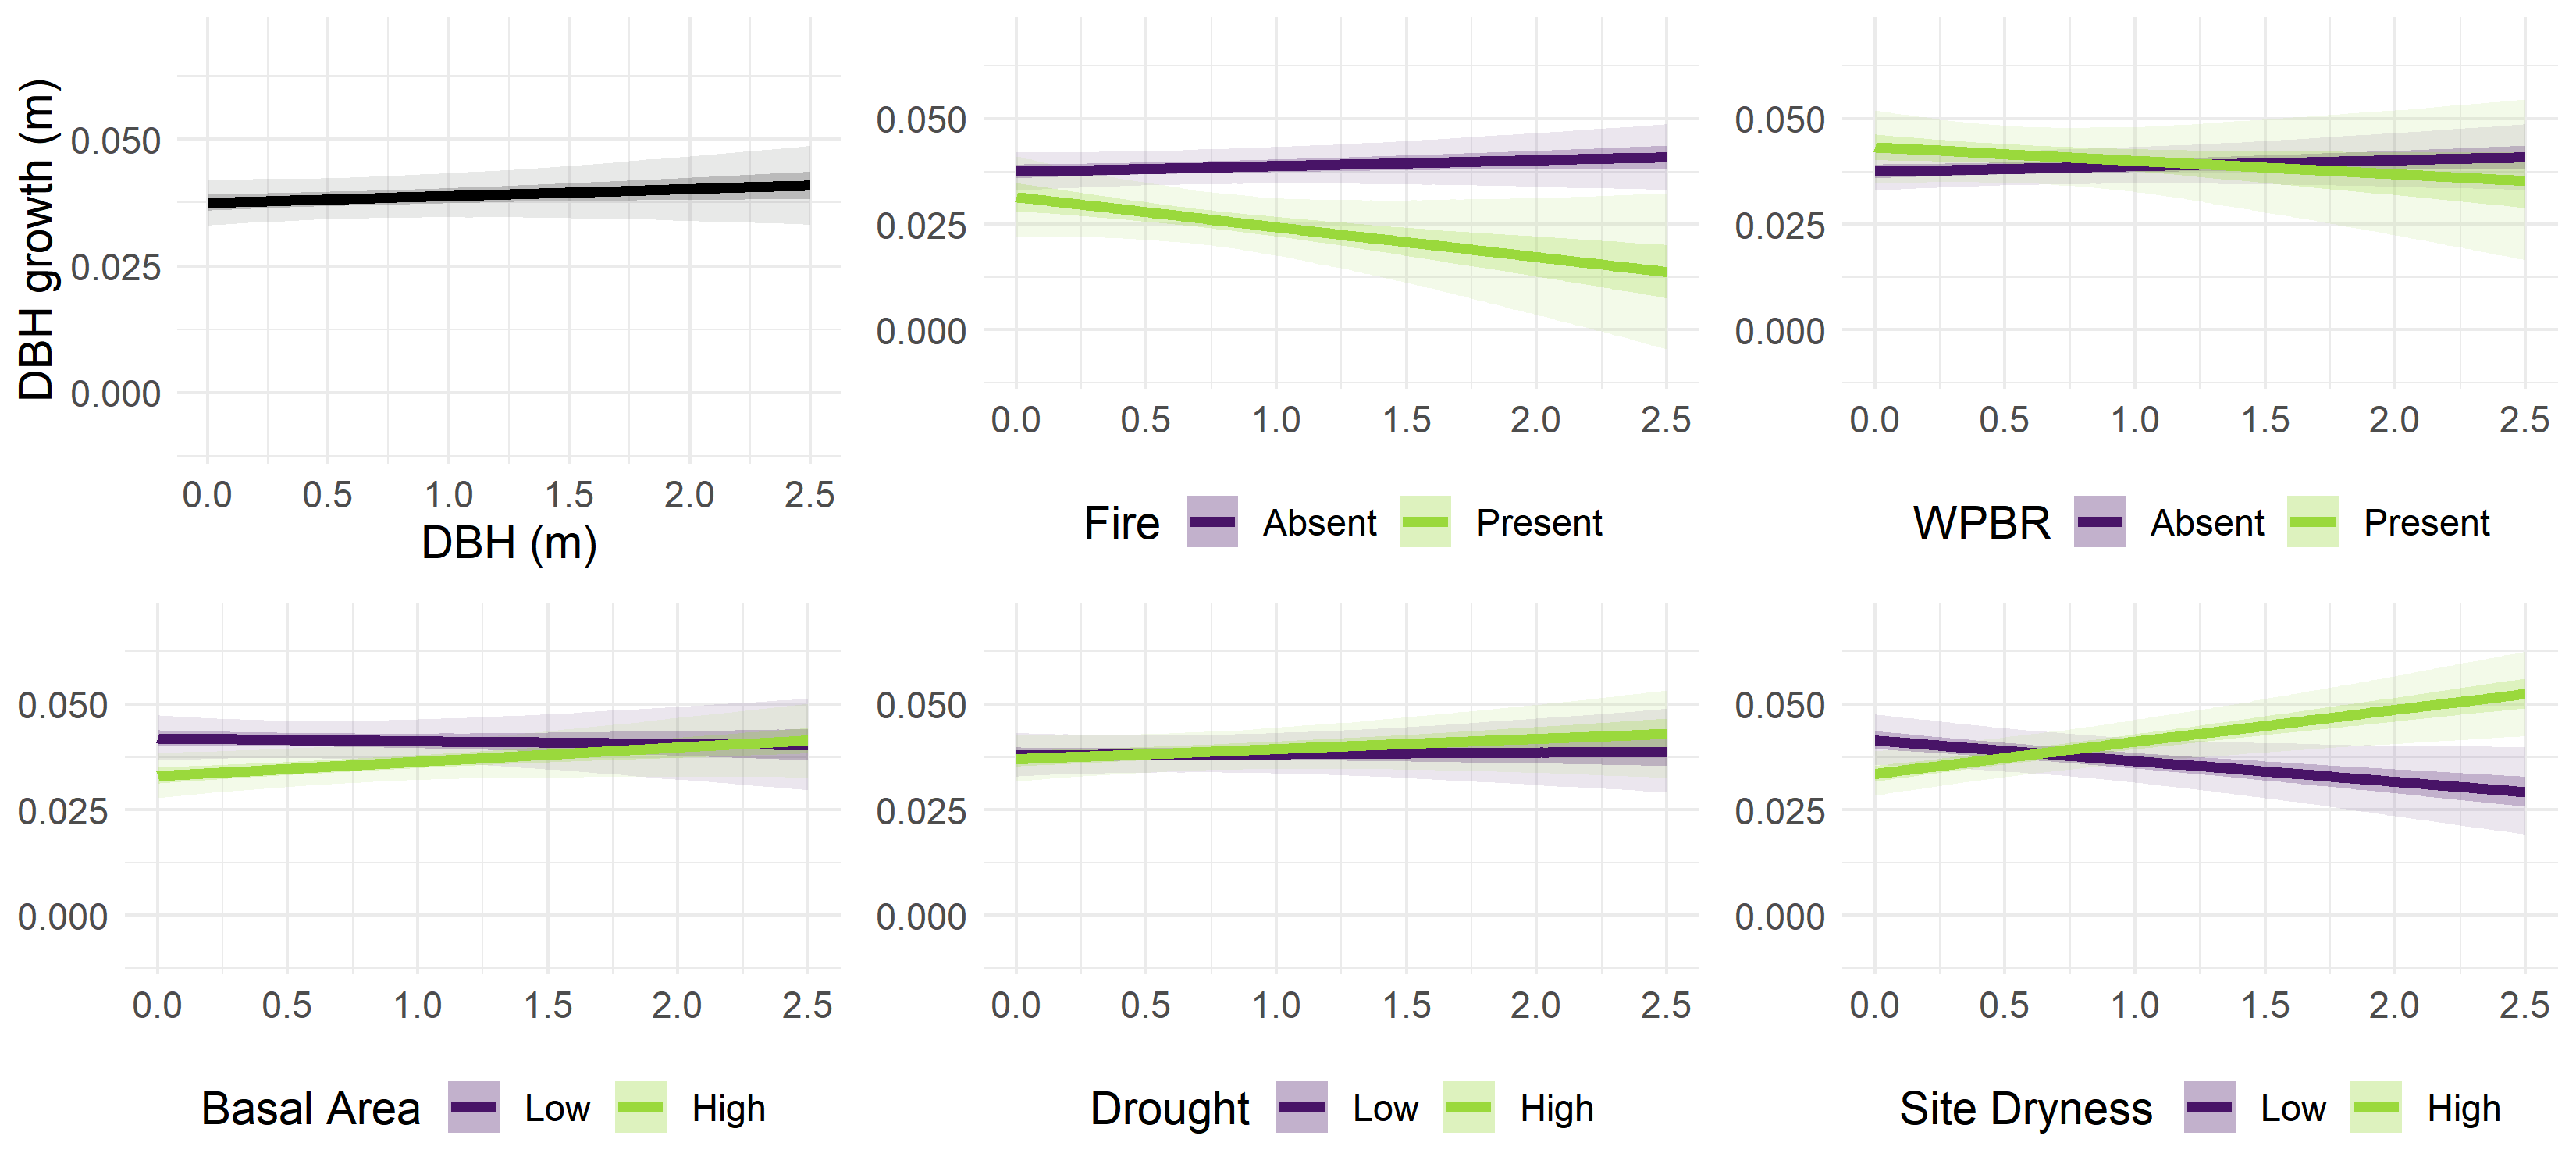 DBH growth (m)
0.050
0.025
0.000
0.0 0.5 1.0 1.5 2.0 2.5
DBH (m)
0.050
0.025
0.000
0.0 0.5 1.0 1.5 2.0 2.5
Fire Absent Present
0.050
0.025
0.000
0.0 0.5 1.0 1.5 2.0 2.5
WPBR Absent Present
0.050
0.025
0.000
0.0 0.5 1.0 1.5 2.0 2.5
Basal Area Low High
0.050
0.025
0.000
0.0 0.5 1.0 1.5 2.0 2.5
Drought Low High
0.050
0.025
0.000
0.0 0.5 1.0 1.5 2.0 2.5
Site Dryness Low High